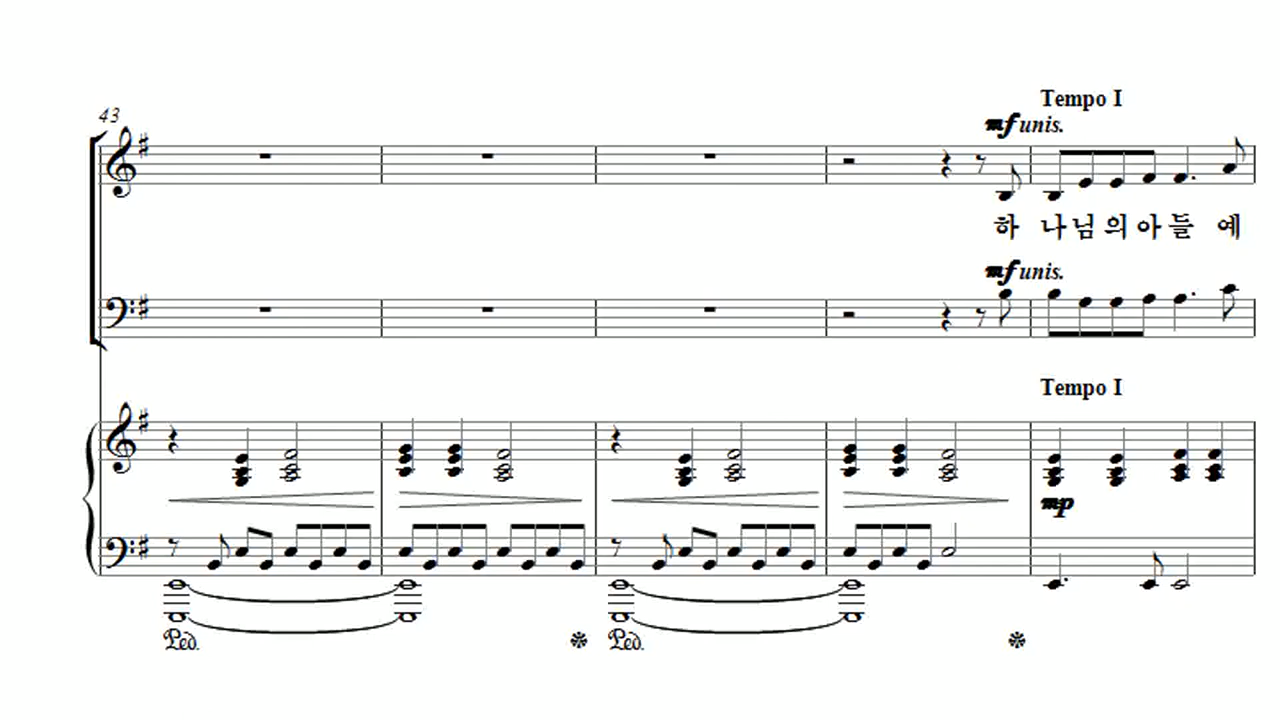 43
Tempo I
mf unis.
하 나 님 의 아 들 예
mf unis.
Tempo I
mp
Ped. Ped.